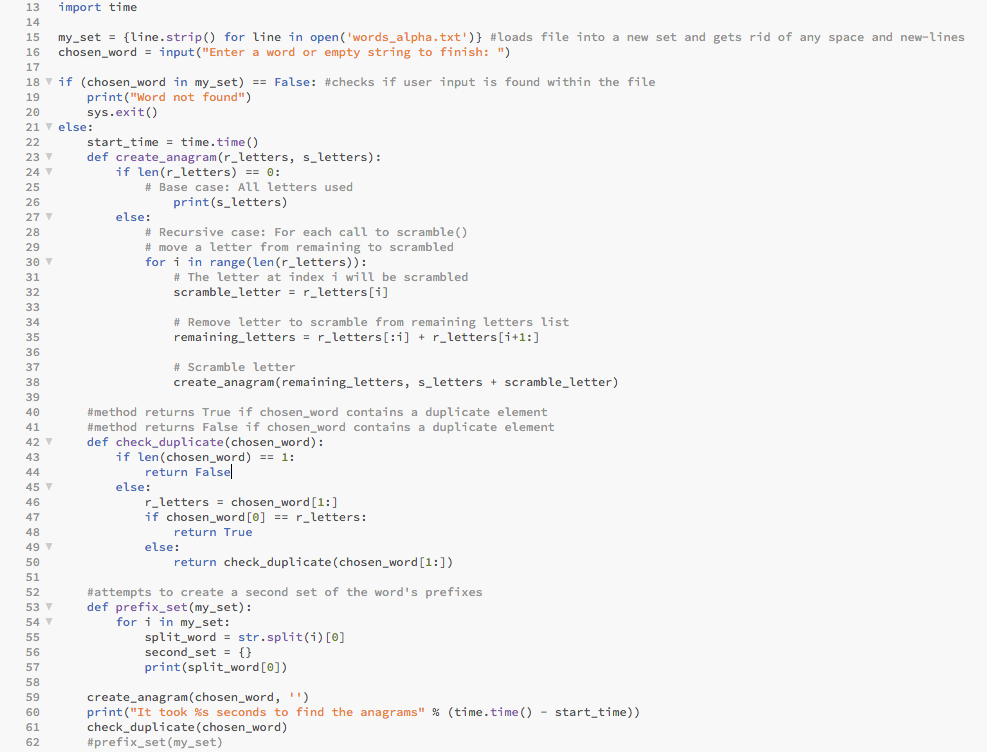 13 import time
14
15 my_set = {line.strip() for line in open('words_alpha.txt')} #loads file into a new set and gets rid of any space and new-lines
16 chosen_word = input("Enter a word or empty string to finish: ")
17
18 if (chosen_word in my_set) == False: #checks if user input is found within the file
19     print("Word not found")
20     sys.exit()
21 else:
22     start_time = time.time()
23     def create_anagram(r_letters, s_letters):
24         if len(r_letters) == 0:
25             # Base case: All letters used
26                 print(s_letters)
27         else:
28             # Recursive case: For each call to scramble()
29             # move a letter from remaining to scrambled
30             for i in range(len(r_letters)):
31                 # The letter at index i will be scrambled
32                 scramble_letter = r_letters[i]
33
34                 # Remove letter to scramble from remaining letters list
35                 remaining_letters = r_letters[:i] + r_letters[i+1:]
36
37                 # Scramble letter
38                 create_anagram(remaining_letters, s_letters + scramble_letter)
39
40     #method returns True if chosen_word contains a duplicate element
41     #method returns False if chosen_word contains a duplicate element
42     def check_duplicate(chosen_word):
43         if len(chosen_word) == 1:
44             return False
45         else:
46             r_letters = chosen_word[1:]
47             if chosen_word[0] == r_letters:
48                 return True
49             else:
50                 return check_duplicate(chosen_word[1:])
51
52     #attempts to create a second set of the word's prefixes
53     def prefix_set(my_set):
54         for i in my_set:
55             split_word = str.split(i)[0]
56             second_set = {}
57             print(split_word[0])
58
59     create_anagram(chosen_word, '')
60     print("It took %s seconds to find the anagrams" % (time.time() - start_time))
61     check_duplicate(chosen_word)
62     #prefix_set(my_set)